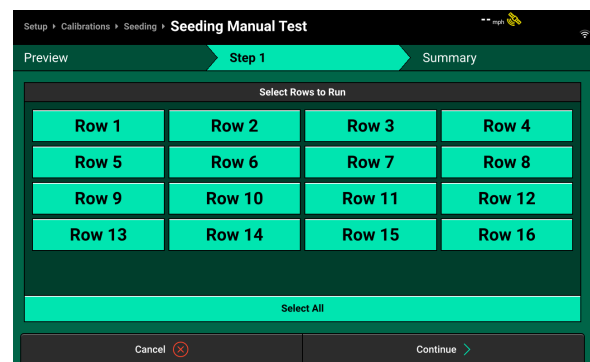 Setup › Calibrations › Seeding › Seeding Manual Test
-- mph
Preview
Step 1
Summary
Select Rows to Run
Row 1
Row 2
Row 3
Row 4
Row 5
Row 6
Row 7
Row 8
Row 9
Row 10
Row 11
Row 12
Row 13
Row 14
Row 15
Row 16
Select All
Cancel
Continue